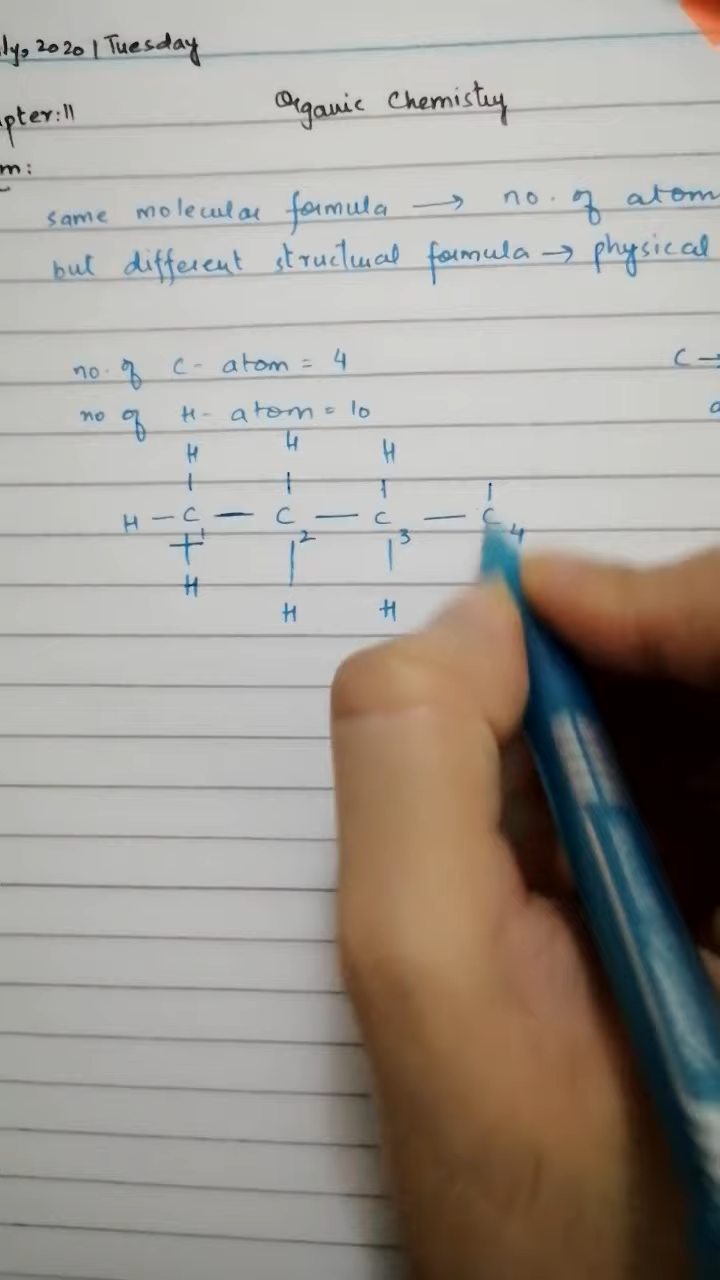 ly, 2020 | Tuesday
pter: 11 Organic Chemistry
m:
same molecular formula → no. of atom
but different structural formula → physical
no. of C- atom = 4 C →
no of H- atom = 10
H H H
H - C - C - C - C
1 2 3 4
H H H